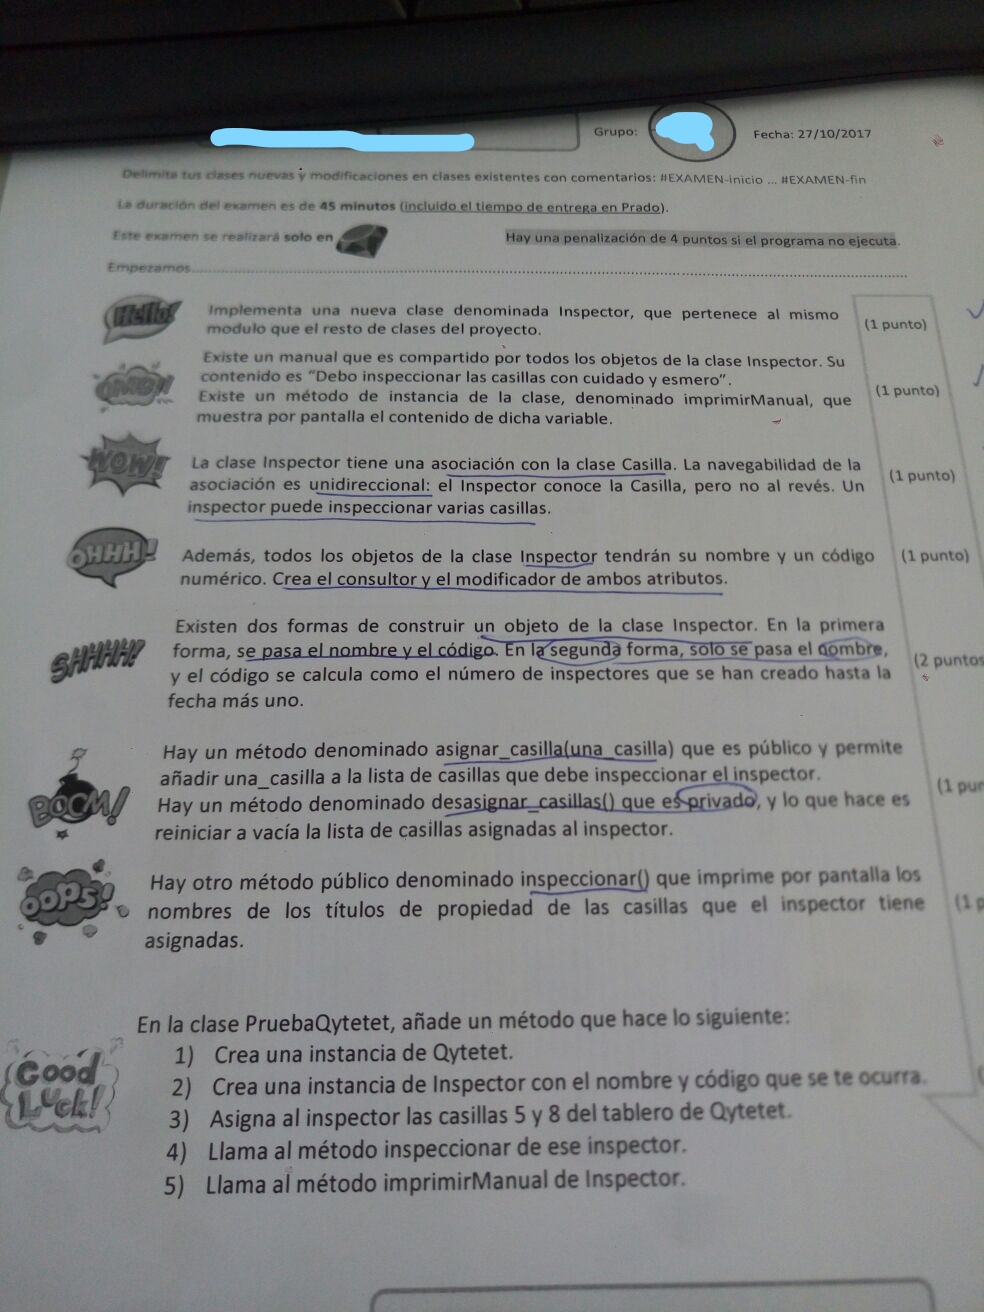 Grupo:
Fecha: 27/10/2017
Delimita tus clases nuevas y modificaciones en clases existentes con comentarios: #EXAMEN-inicio ... #EXAMEN-fin
La duración del examen es de 45 minutos (incluido el tiempo de entrega en Prado).
Este examen se realizará solo en
Hay una penalización de 4 puntos si el programa no ejecuta.
Empezamos
Hello!
Implementa una nueva clase denominada Inspector, que pertenece al mismo
modulo que el resto de clases del proyecto.
(1 punto)
OMG!!
Existe un manual que es compartido por todos los objetos de la clase Inspector. Su
contenido es “Debo inspeccionar las casillas con cuidado y esmero”.
Existe un método de instancia de la clase, denominado imprimirManual, que
muestra por pantalla el contenido de dicha variable.
(1 punto)
WOW!
La clase Inspector tiene una asociación con la clase Casilla. La navegabilidad de la
asociación es unidireccional: el Inspector conoce la Casilla, pero no al revés. Un
inspector puede inspeccionar varias casillas.
(1 punto)
OHHH!
Además, todos los objetos de la clase Inspector tendrán su nombre y un código
numérico. Crea el consultor y el modificador de ambos atributos.
(1 punto)
SHHHH!
Existen dos formas de construir un objeto de la clase Inspector. En la primera
forma, se pasa el nombre y el código. En la segunda forma, solo se pasa el nombre,
y el código se calcula como el número de inspectores que se han creado hasta la
fecha más uno.
(2 puntos
BOOM!
Hay un método denominado asignar_casilla(una_casilla) que es público y permite
añadir una_casilla a la lista de casillas que debe inspeccionar el inspector.
Hay un método denominado desasignar_casillas() que es privado, y lo que hace es
reiniciar a vacía la lista de casillas asignadas al inspector.
(1 pun
OOPS!
Hay otro método público denominado inspeccionar() que imprime por pantalla los
nombres de los títulos de propiedad de las casillas que el inspector tiene
asignadas.
(1 p
Good
Luck!
En la clase PruebaQytetet, añade un método que hace lo siguiente:
1) Crea una instancia de Qytetet.
2) Crea una instancia de Inspector con el nombre y código que se te ocurra.
3) Asigna al inspector las casillas 5 y 8 del tablero de Qytetet.
4) Llama al método inspeccionar de ese inspector.
5) Llama al método imprimirManual de Inspector.